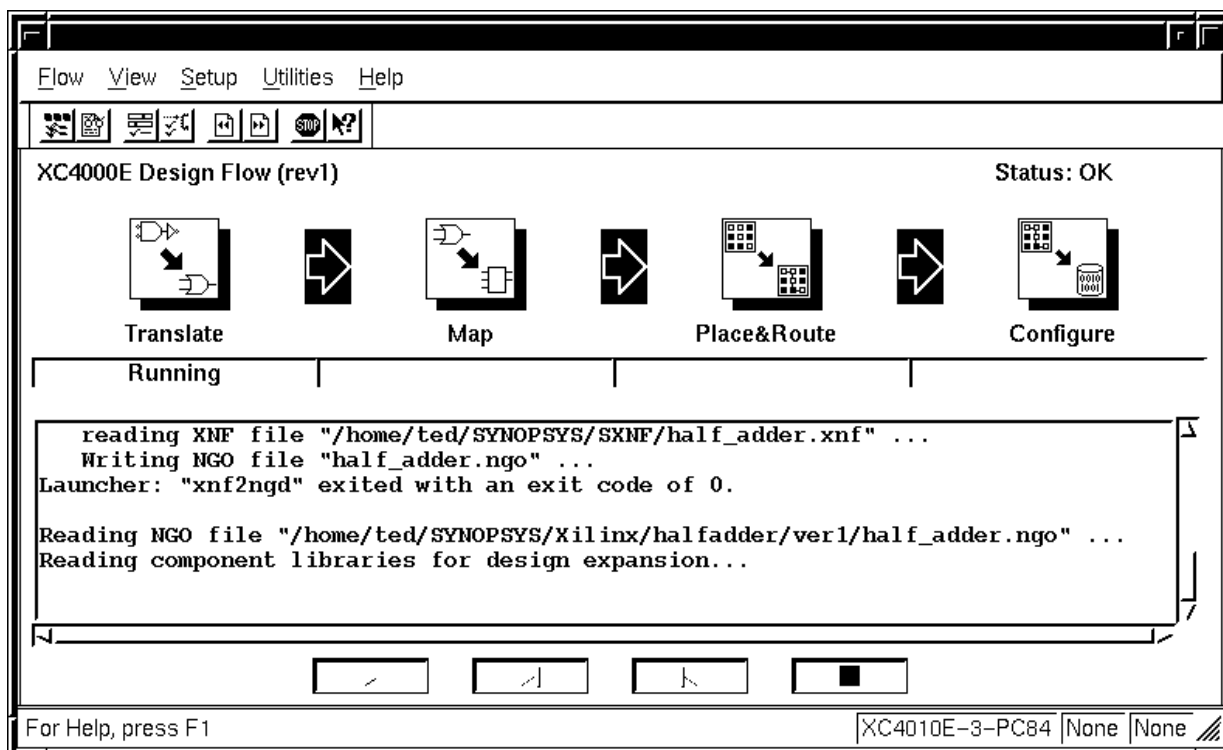 Flow View Setup Utilities Help
STOP ?
XC4000E Design Flow (rev1) Status: OK
0010
1001
Translate Map Place&Route Configure
Running
reading XNF file "/home/ted/SYNOPSYS/SXNF/half_adder.xnf" ...
Writing NGO file "half_adder.ngo" ...
Launcher: "xnf2ngd" exited with an exit code of 0.
Reading NGO file "/home/ted/SYNOPSYS/Xilinx/halfadder/ver1/half_adder.ngo" ...
Reading component libraries for design expansion...
For Help, press F1 XC4010E-3-PC84 None None